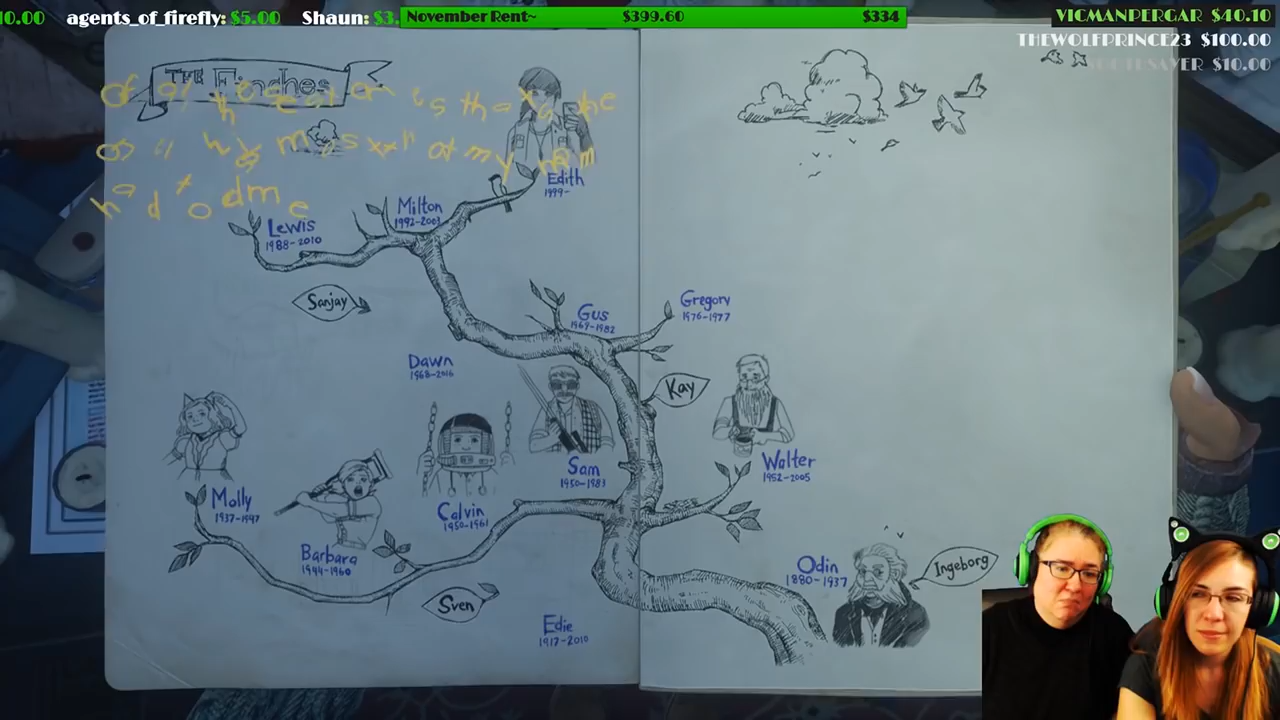 0.00 agents_of_firefly: $5.00 Shaun: $3.
November Rent~ $399.60 $334
VICMANPERGAR $40.10
THEWOLFPRINCE23 $100.00
$10.00
THE Finches
Edith
1999-
Milton
1992-2003
Lewis
1988-2010
Sanjay
Gus
1969-1982
Gregory
1976-1977
Dawn
1968-2016
Kay
Sam
1950-1983
Walter
1952-2005
Molly
1937-1947
Calvin
1950-1961
Barbara
1944-1960
Sven
Odin
1880-1937
Ingeborg
Edie
1917-2010